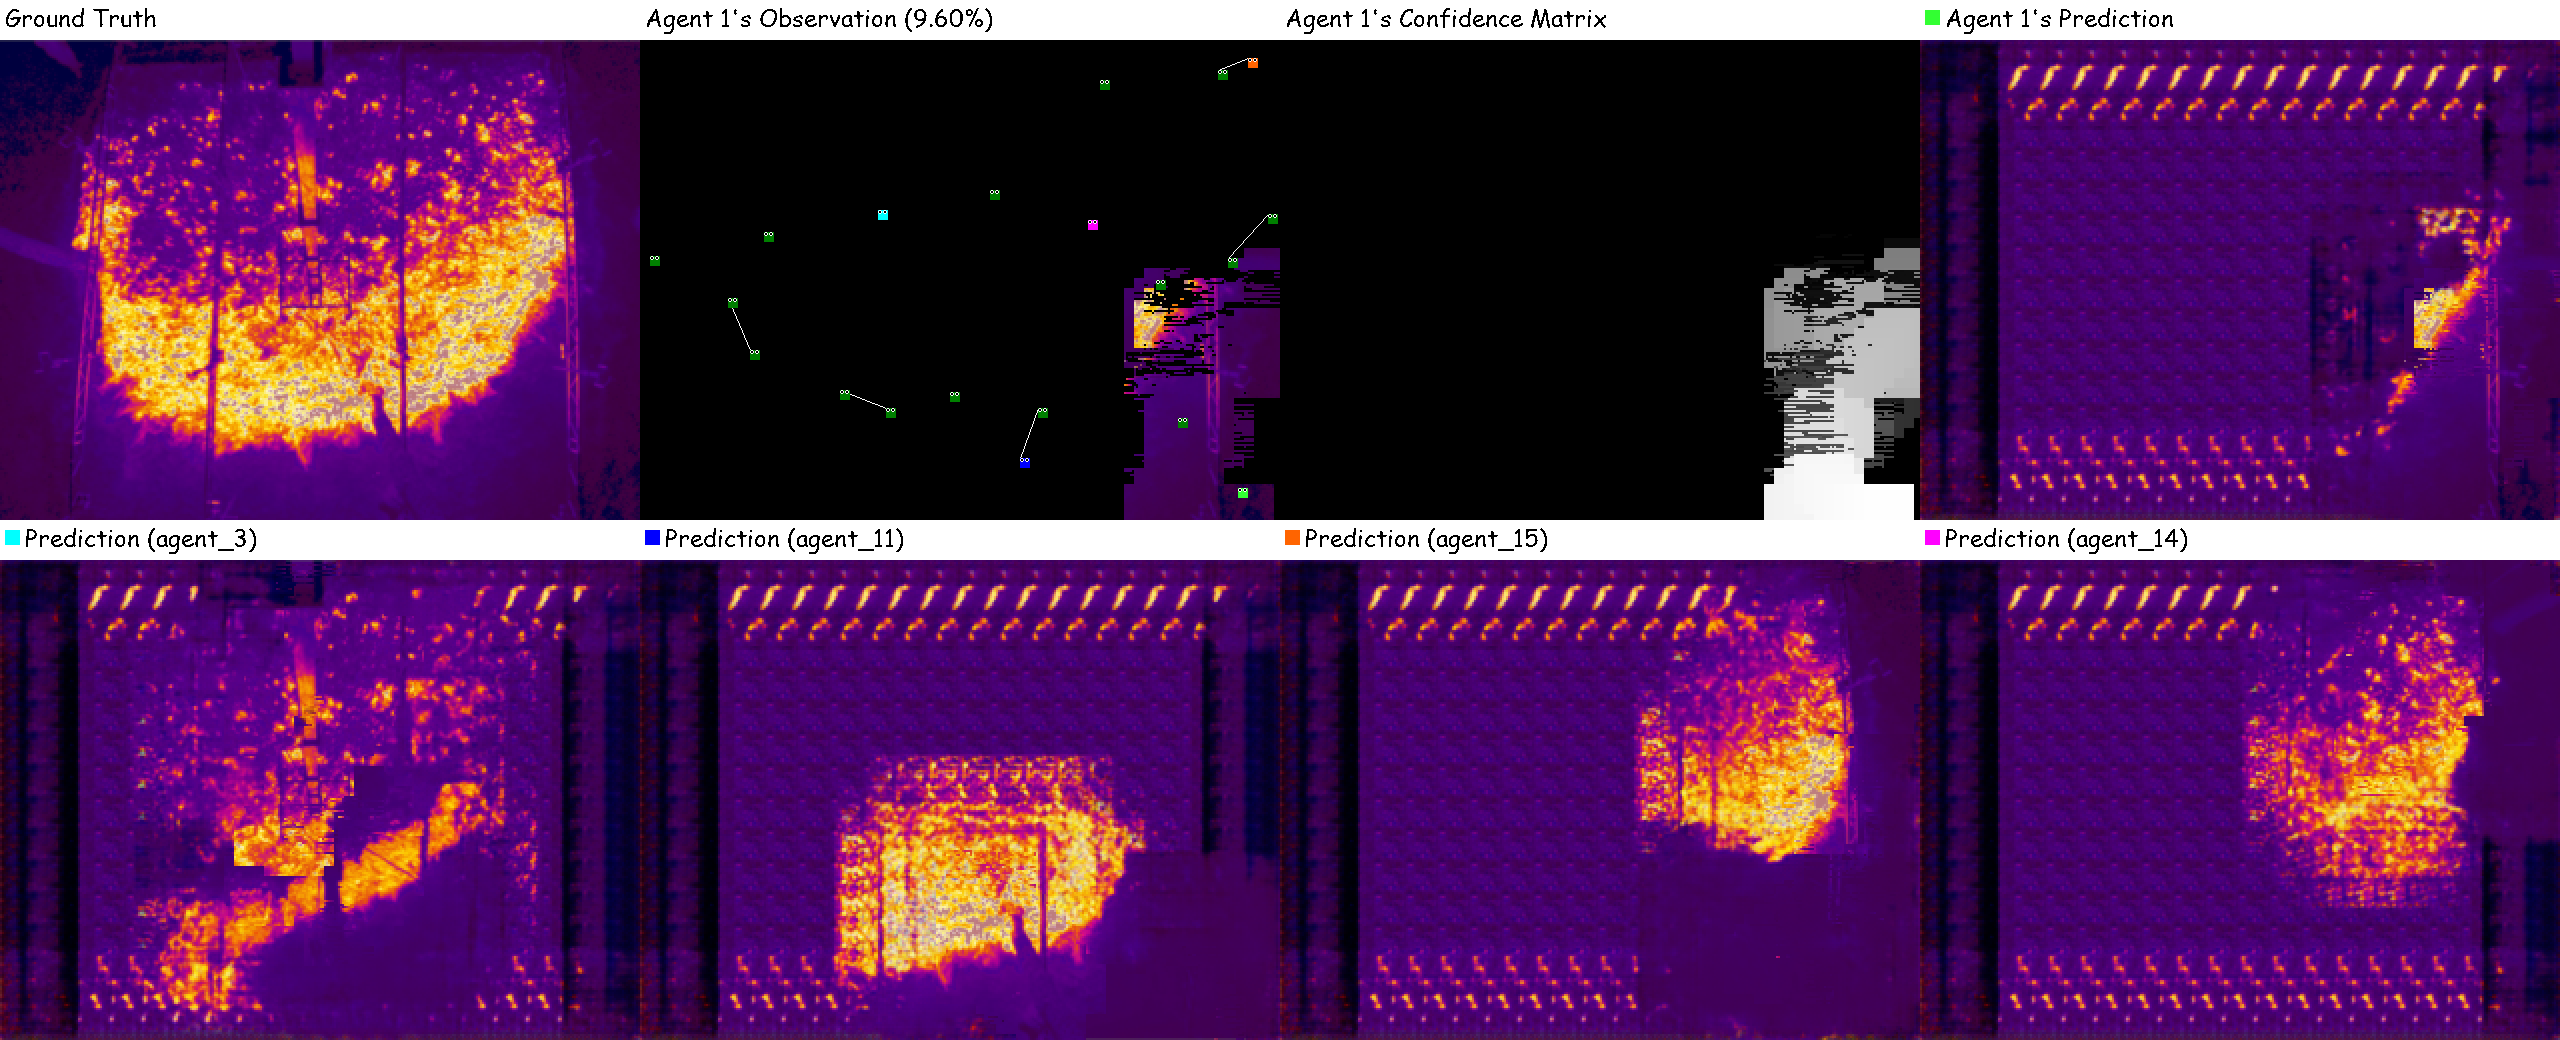 Ground Truth
Agent 1's Observation (9.60%)
Agent 1's Confidence Matrix
Agent 1's Prediction
Prediction (agent_3)
Prediction (agent_11)
Prediction (agent_15)
Prediction (agent_14)